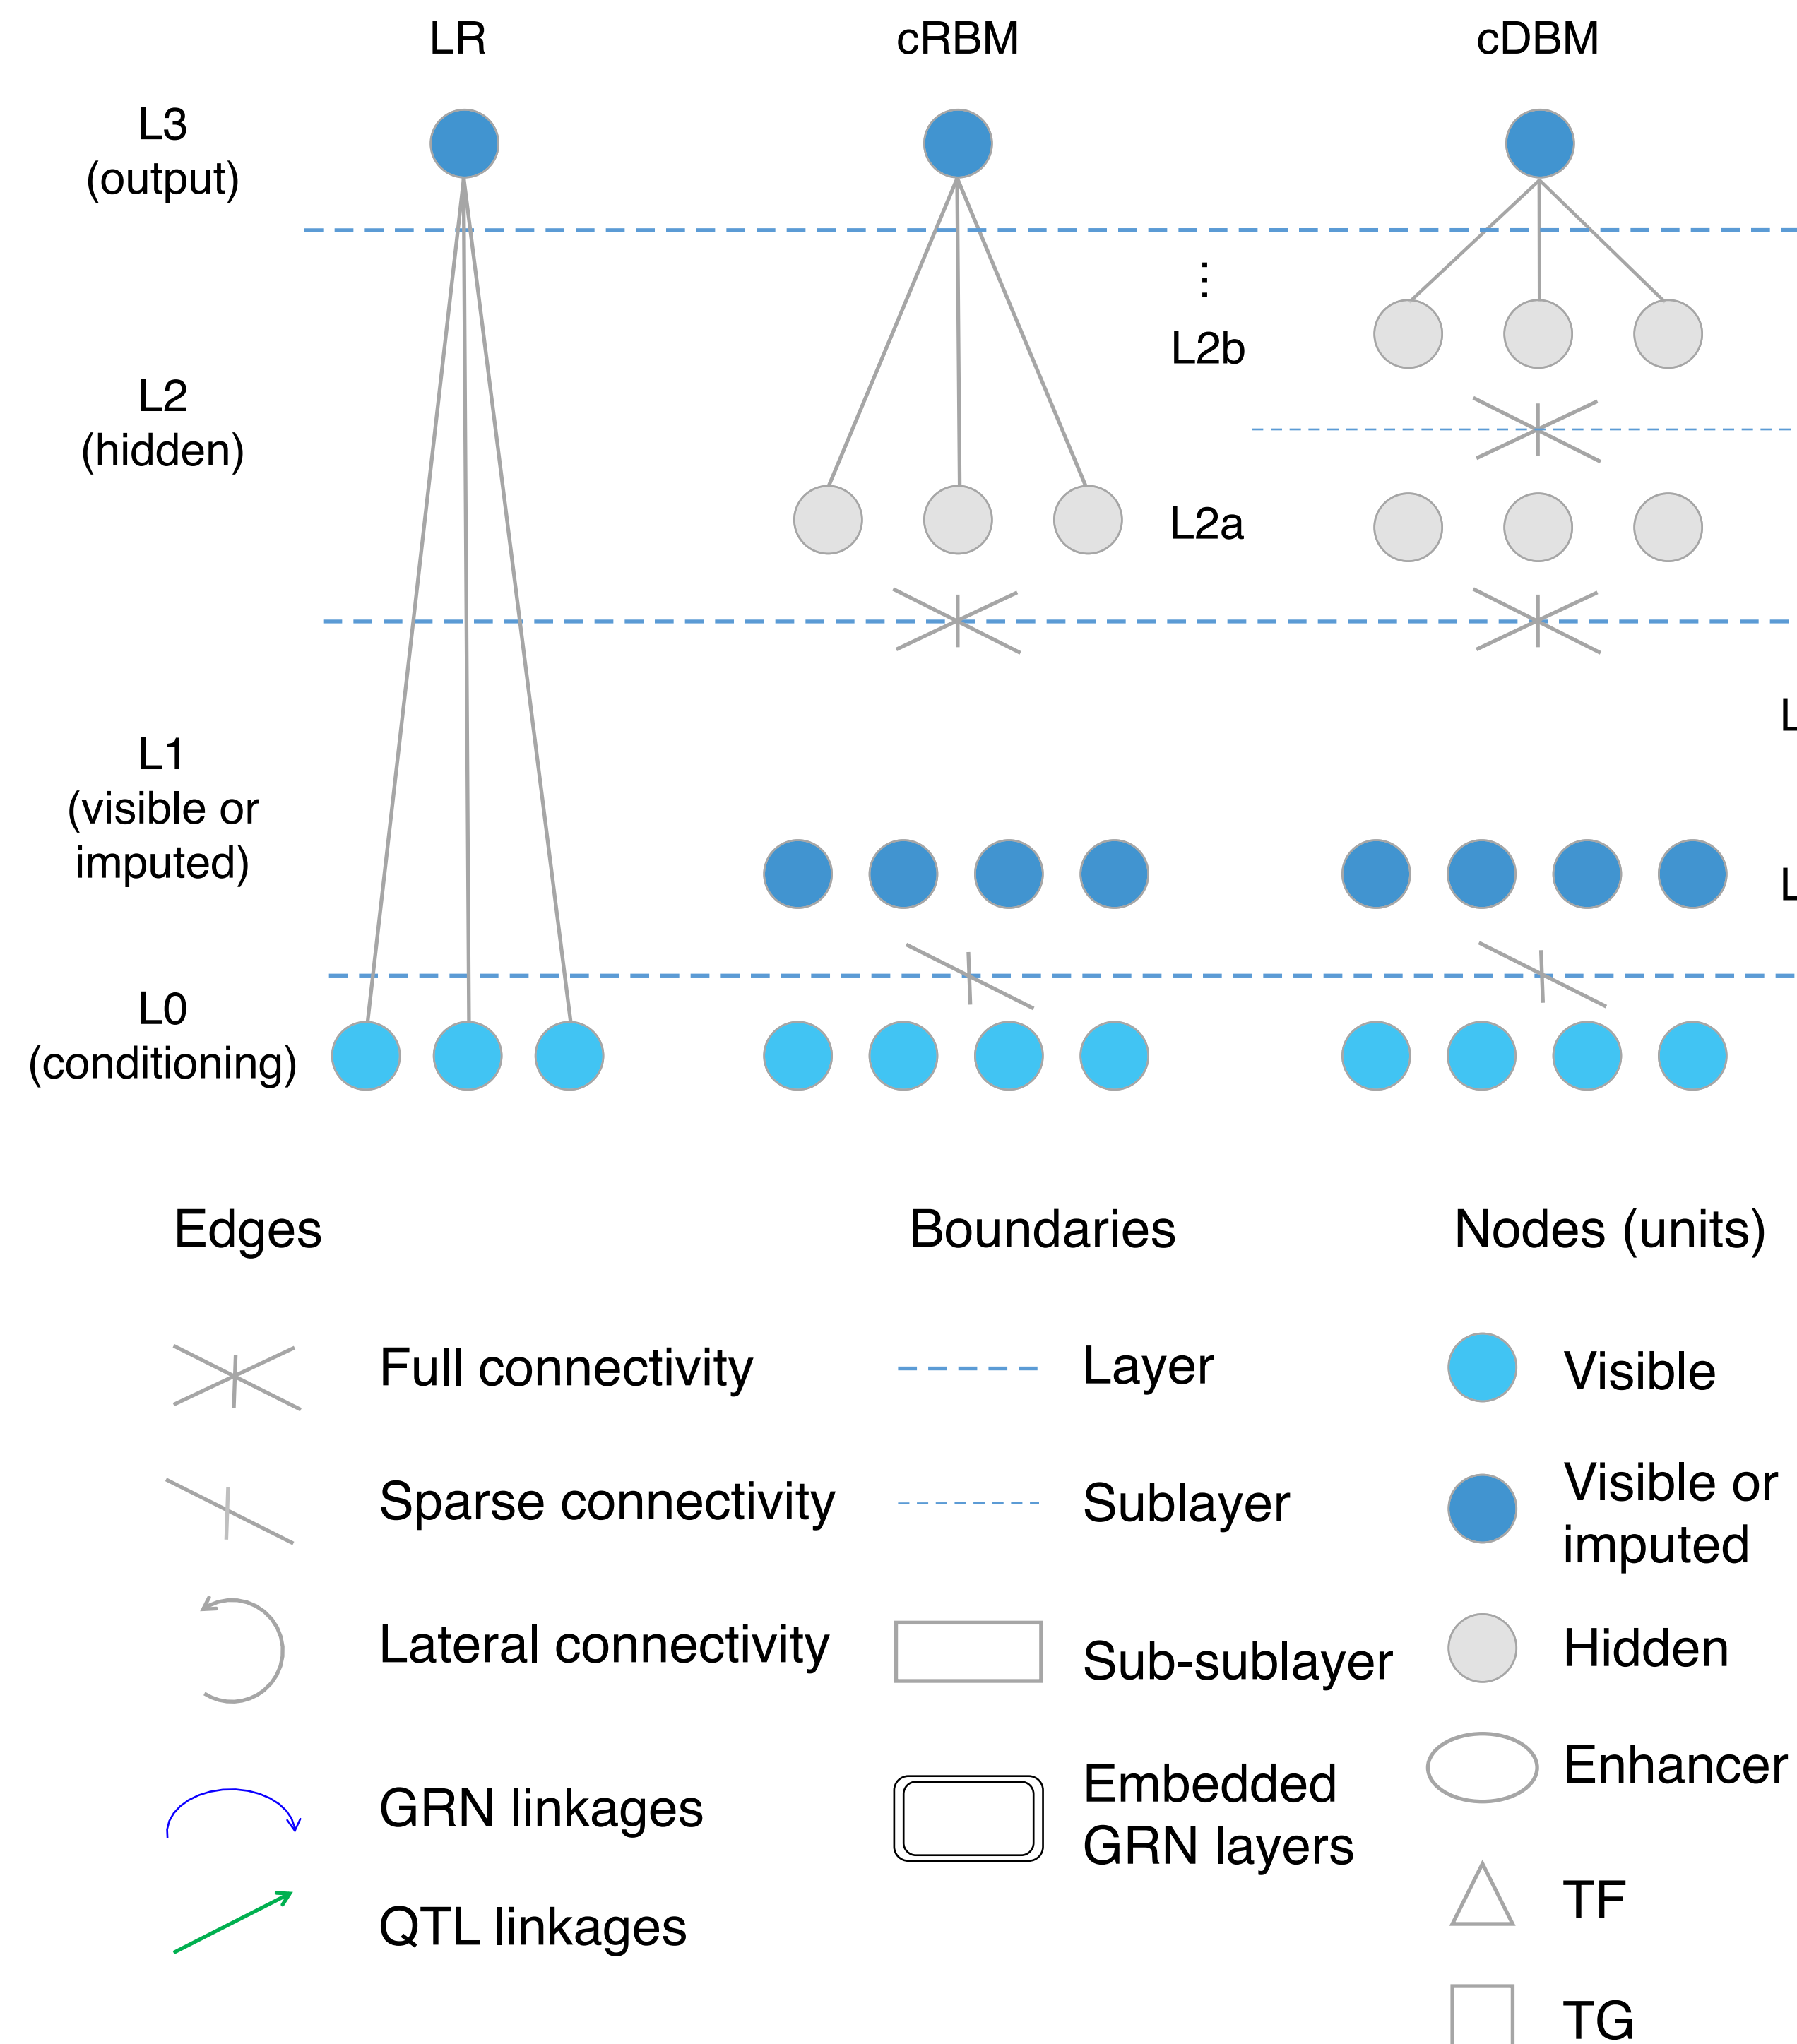 LR cRBM cDBM
L3
(output)
⋮
L2b
L2
(hidden)
L2a
L
L1
(visible or
imputed)
L
L0
(conditioning)
Edges
Full connectivity
Sparse connectivity
Lateral connectivity
GRN linkages
QTL linkages
Boundaries
Layer
Sublayer
Sub-sublayer
Embedded
GRN layers
Nodes (units)
Visible
Visible or
imputed
Hidden
Enhancer
TF
TG